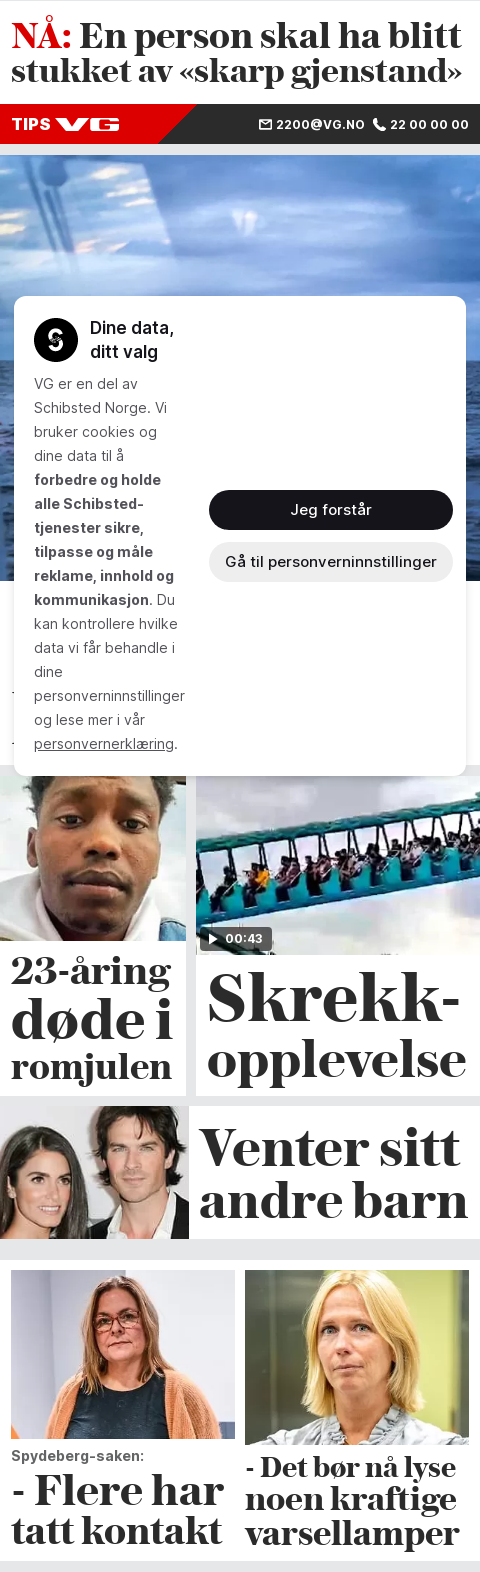 NÅ: En person skal ha blitt
stukket av «skarp gjenstand»
TIPS VG
2200@VG.NO 22 00 00 00
Dine data,
ditt valg
VG er en del av
Schibsted Norge. Vi
bruker cookies og
dine data til å
forbedre og holde
alle Schibsted-
tjenester sikre,
tilpasse og måle
reklame, innhold og
kommunikasjon. Du
kan kontrollere hvilke
data vi får behandle i
dine
personverninnstillinger
og lese mer i vår
personvernerklæring.
Jeg forstår
Gå til personverninnstillinger
00:43
23-åring
døde i
romjulen
Skrekk-
opplevelse
Venter sitt
andre barn
Spydeberg-saken:
- Flere har
tatt kontakt
- Det bør nå lyse
noen kraftige
varsellamper